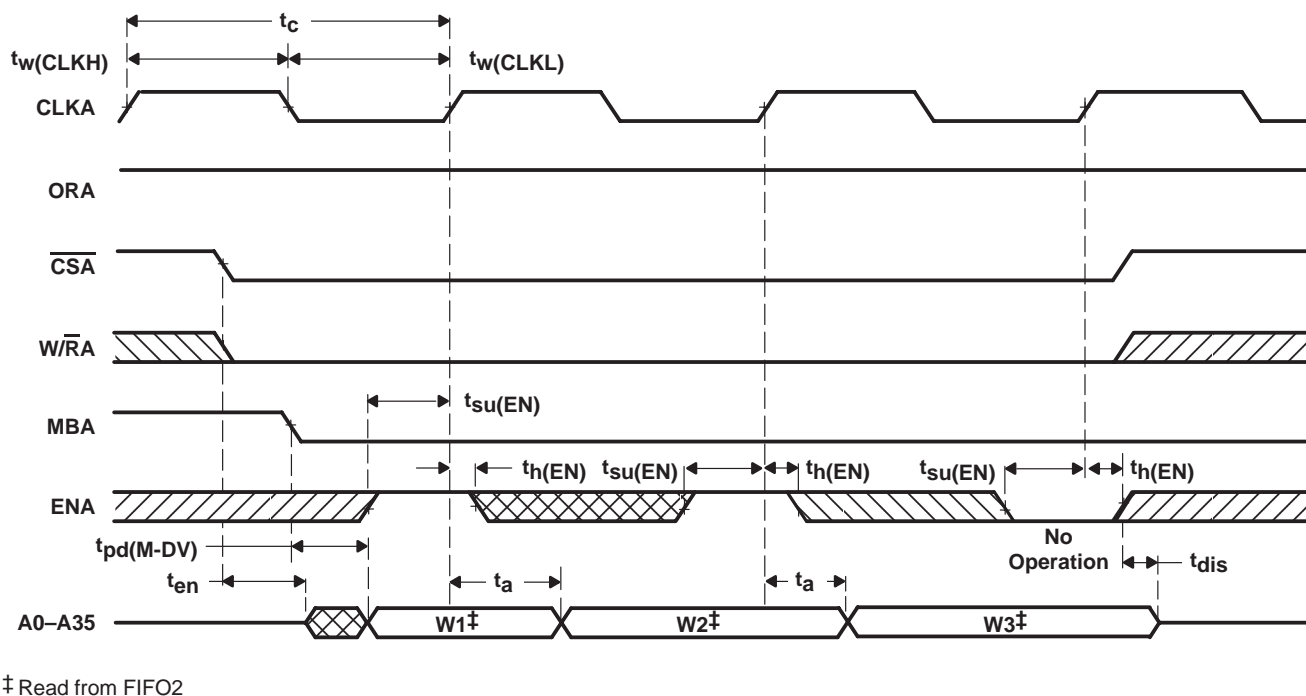 tc
tw(CLKH)
tw(CLKL)
CLKA
ORA
CSA
W/RA
MBA
tsu(EN)
th(EN)
tsu(EN)
th(EN)
tsu(EN)
th(EN)
ENA
No
Operation
tpd(M-DV)
ten
ta
ta
tdis
A0–A35
W1‡
W2‡
W3‡
‡ Read from FIFO2